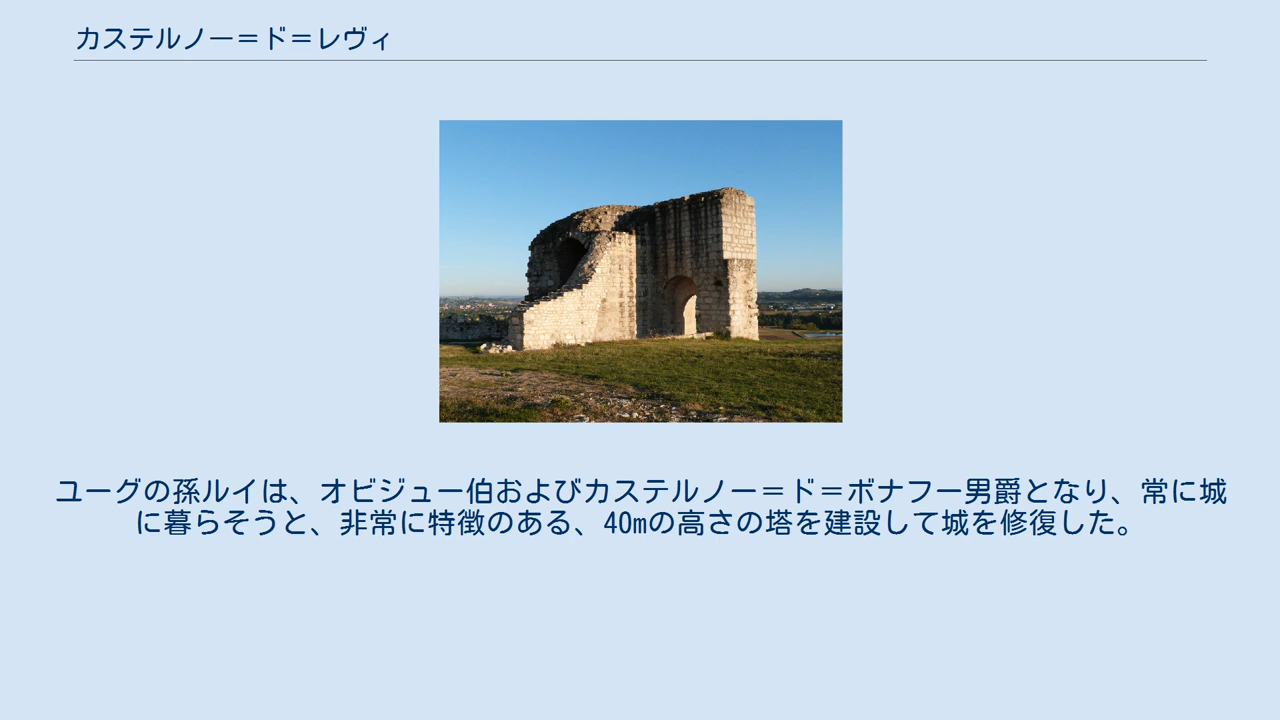 カステルノー＝ド＝レヴィ
ユーグの孫ルイは、オビジュー伯およびカステルノー＝ド＝ボナフー男爵となり、常に城
に暮らそうと、非常に特徴のある、40mの高さの塔を建設して城を修復した。